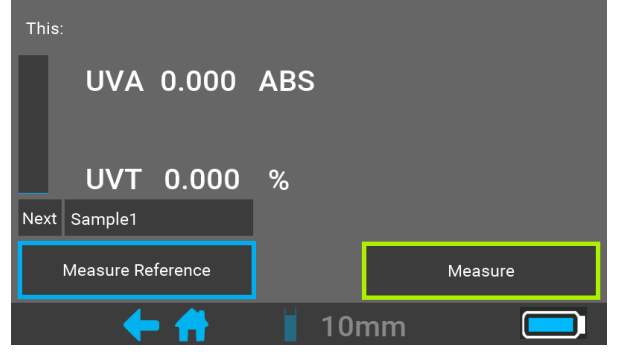 This:
UVA 0.000 ABS
UVT 0.000 %
Next Sample1
Measure Reference Measure
10mm